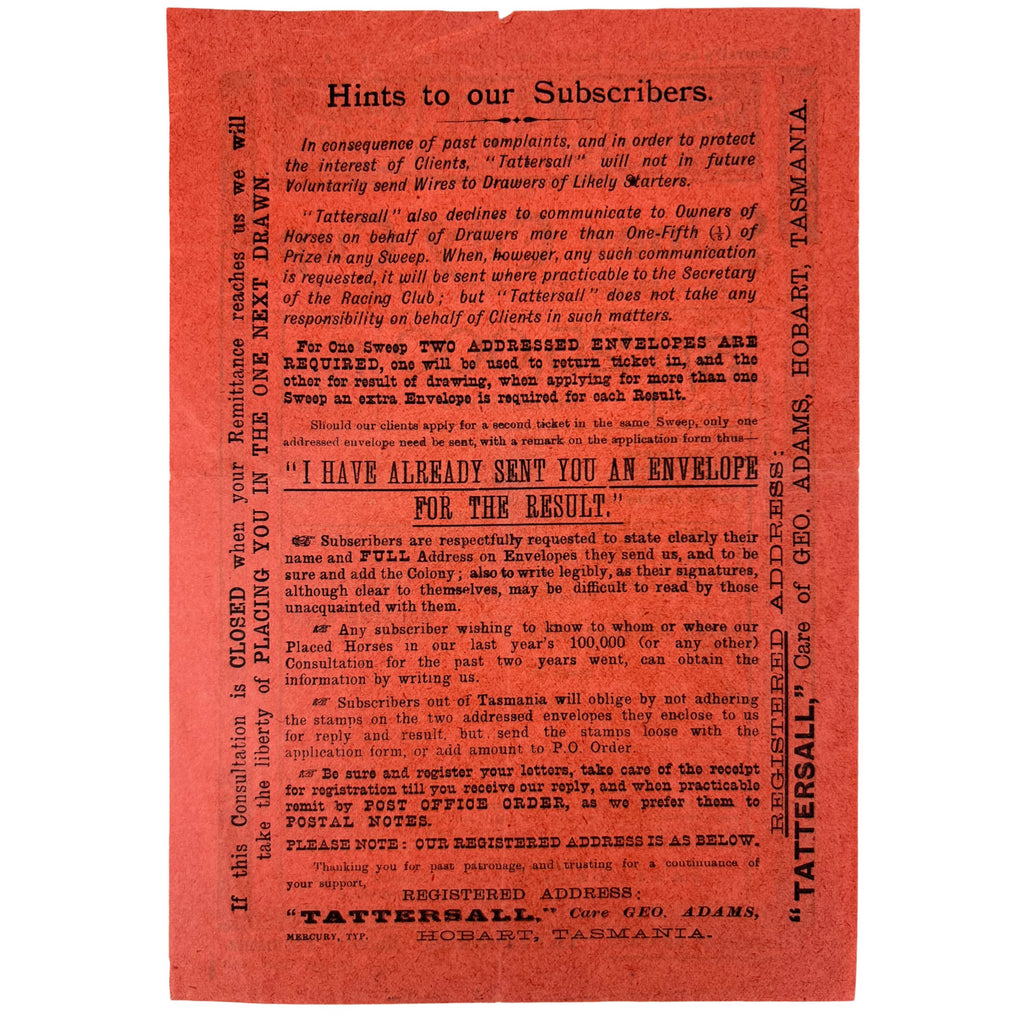 Hints to our Subscribers.
In consequence of past complaints, and in order to protect
the interest of Clients, "Tattersall" will not in future
Voluntarily send Wires to Drawers of Likely Starters.
"Tattersall" also declines to communicate to Owners of
Horses on behalf of Drawers more than One-Fifth (⅕) of
Prize in any Sweep. When, however, any such communication
is requested, it will be sent where practicable to the Secretary
of the Racing Club; but "Tattersall" does not take any
responsibility on behalf of Clients in such matters.
For One Sweep TWO ADDRESSED ENVELOPES ARE
REQUIRED, one will be used to return ticket in, and the
other for result of drawing, when applying for more than one
Sweep an extra Envelope is required for each Result.
Should our clients apply for a second ticket in the same Sweep, only one
addressed envelope need be sent, with a remark on the application form thus—
"I HAVE ALREADY SENT YOU AN ENVELOPE
FOR THE RESULT."
☞ Subscribers are respectfully requested to state clearly their
name and FULL Address on Envelopes they send us, and to be
sure and add the Colony; also to write legibly, as their signatures,
although clear to themselves, may be difficult to read by those
unacquainted with them.
☞ Any subscriber wishing to know to whom or where our
Placed Horses in our last year's 100,000 (or any other)
Consultation for the past two years went, can obtain the
information by writing us.
☞ Subscribers out of Tasmania will oblige by not adhering
the stamps on the two addressed envelopes they enclose to us
for reply and result, but send the stamps loose with the
application form, or add amount to P.O. Order.
☞ Be sure and register your letters, take care of the receipt
for registration till you receive our reply, and when practicable
remit by POST OFFICE ORDER, as we prefer them to
POSTAL NOTES.
PLEASE NOTE: OUR REGISTERED ADDRESS IS AS BELOW.
Thanking you for past patronage, and trusting for a continuance of
your support,
REGISTERED ADDRESS:
"TATTERSALL," Care GEO. ADAMS,
MERCURY, TYP. HOBART, TASMANIA.
If this Consultation is CLOSED when your Remittance reaches us we will
take the liberty of PLACING YOU IN THE ONE NEXT DRAWN.
REGISTERED ADDRESS:
"TATTERSALL," Care of GEO. ADAMS, HOBART, TASMANIA.